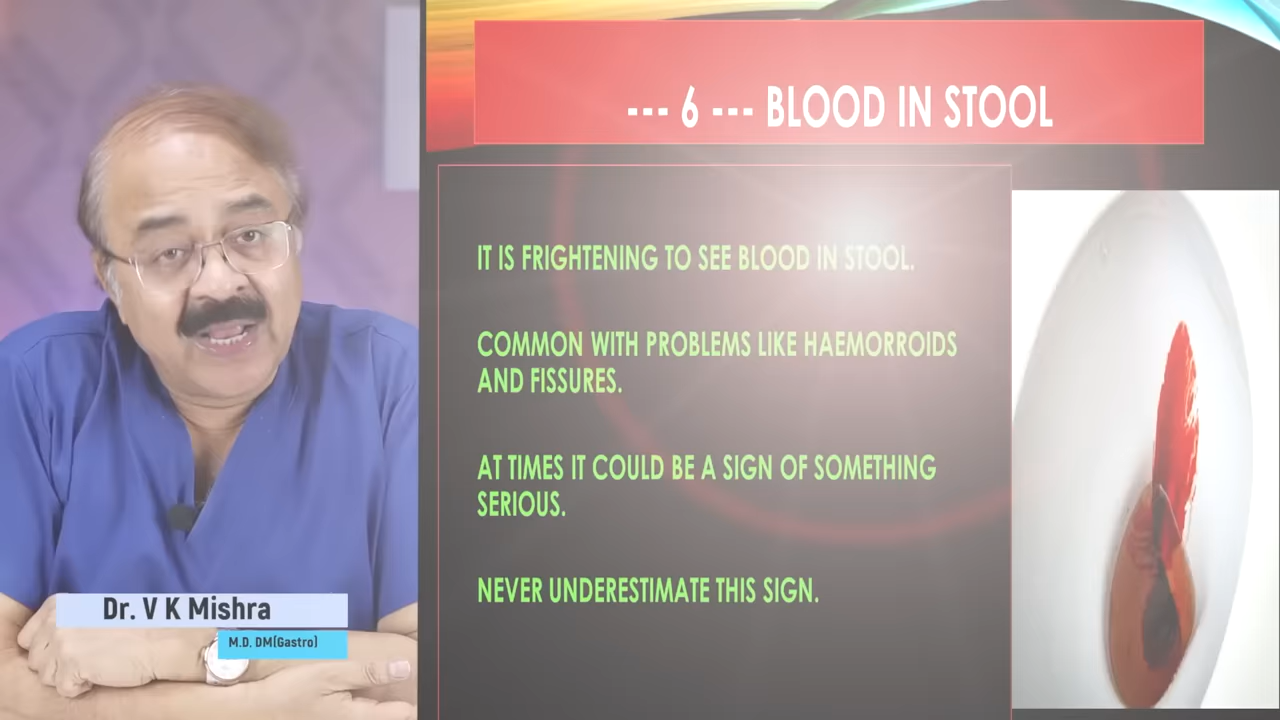 --- 6 --- BLOOD IN STOOL
IT IS FRIGHTENING TO SEE BLOOD IN STOOL.
COMMON WITH PROBLEMS LIKE HAEMORROIDS
AND FISSURES.
AT TIMES IT COULD BE A SIGN OF SOMETHING
SERIOUS.
NEVER UNDERESTIMATE THIS SIGN.
Dr. V K Mishra
M.D, DM(Gastro)